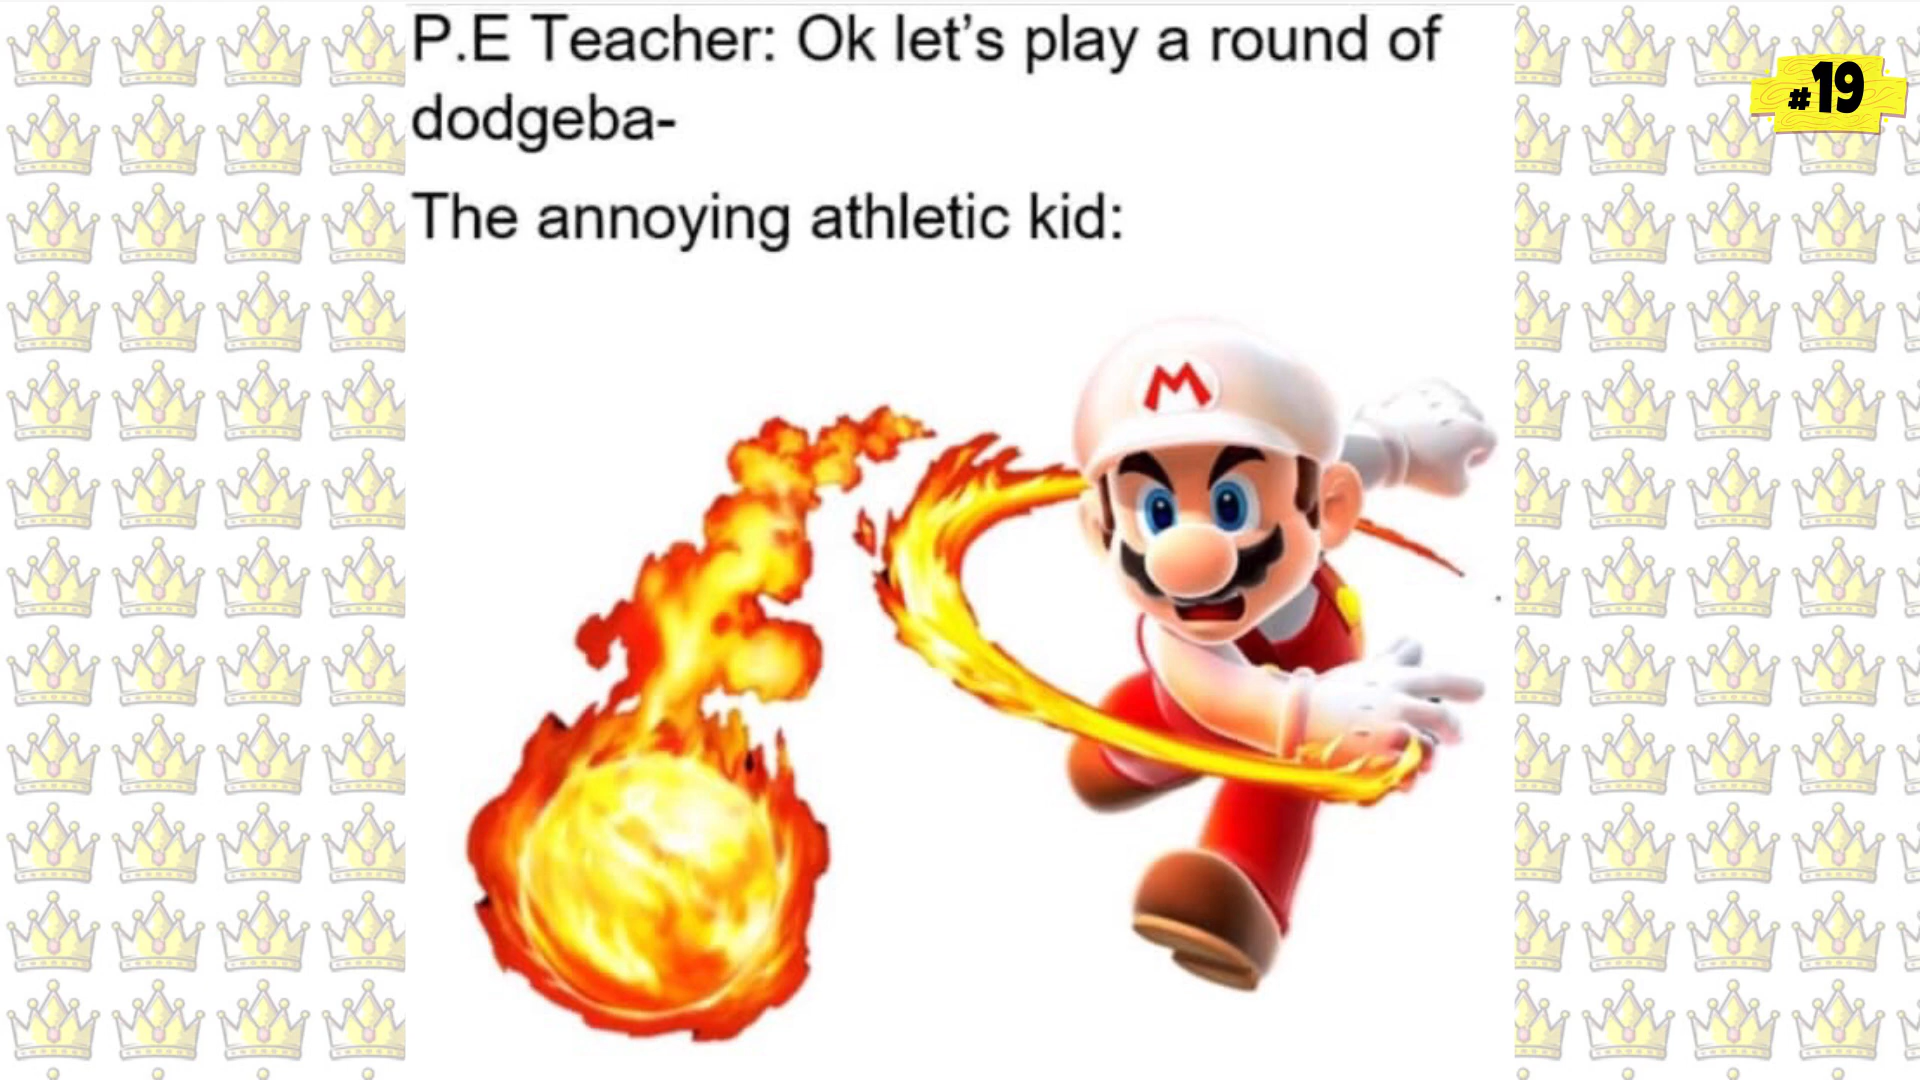 P.E Teacher: Ok let’s play a round of
dodgeba-
#19
The annoying athletic kid:
M